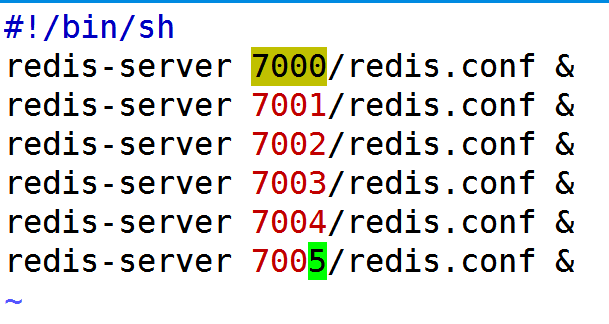 #!/bin/sh
redis-server 7000/redis.conf &
redis-server 7001/redis.conf &
redis-server 7002/redis.conf &
redis-server 7003/redis.conf &
redis-server 7004/redis.conf &
redis-server 7005/redis.conf &
~